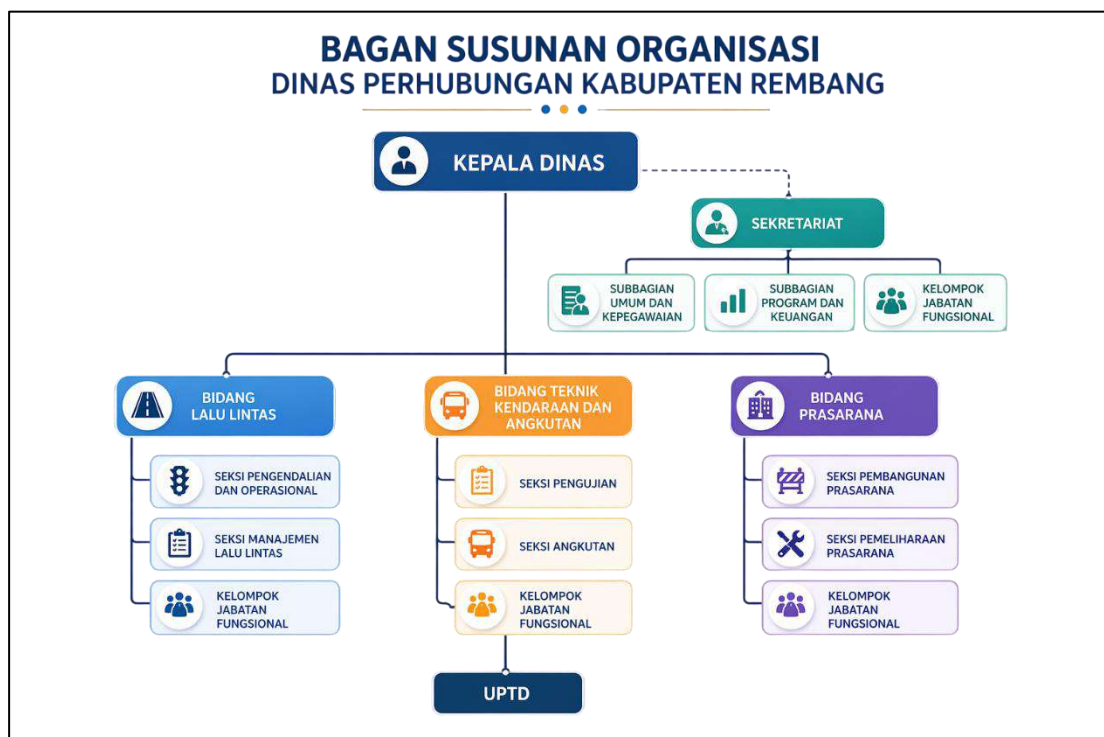 BAGAN SUSUNAN ORGANISASI
DINAS PERHUBUNGAN KABUPATEN REMBANG
KEPALA DINAS
SEKRETARIAT
SUBBAGIAN
UMUM DAN
KEPEGAWAIAN
SUBBAGIAN
PROGRAM DAN
KEUANGAN
KELOMPOK
JABATAN
FUNGSIONAL
BIDANG
LALU LINTAS
SEKSI PENGENDALIAN
DAN OPERASIONAL
SEKSI MANAJEMEN
LALU LINTAS
KELOMPOK
JABATAN
FUNGSIONAL
BIDANG TEKNIK
KENDARAAN DAN
ANGKUTAN
SEKSI PENGUJIAN
SEKSI ANGKUTAN
KELOMPOK
JABATAN
FUNGSIONAL
BIDANG
PRASARANA
SEKSI PEMBANGUNAN
PRASARANA
SEKSI PEMELIHARAAN
PRASARANA
KELOMPOK
JABATAN
FUNGSIONAL
UPTD